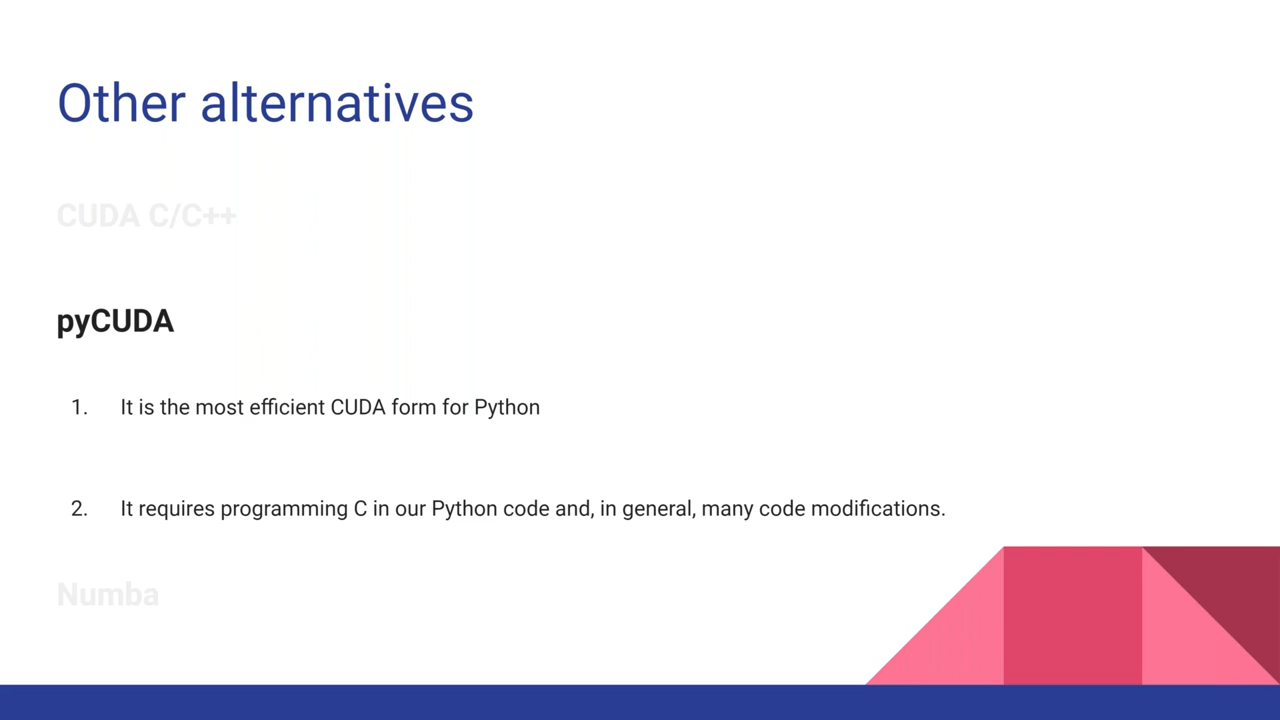 Other alternatives
CUDA C/C++
pyCUDA
1. It is the most efficient CUDA form for Python
2. It requires programming C in our Python code and, in general, many code modifications.
Numba